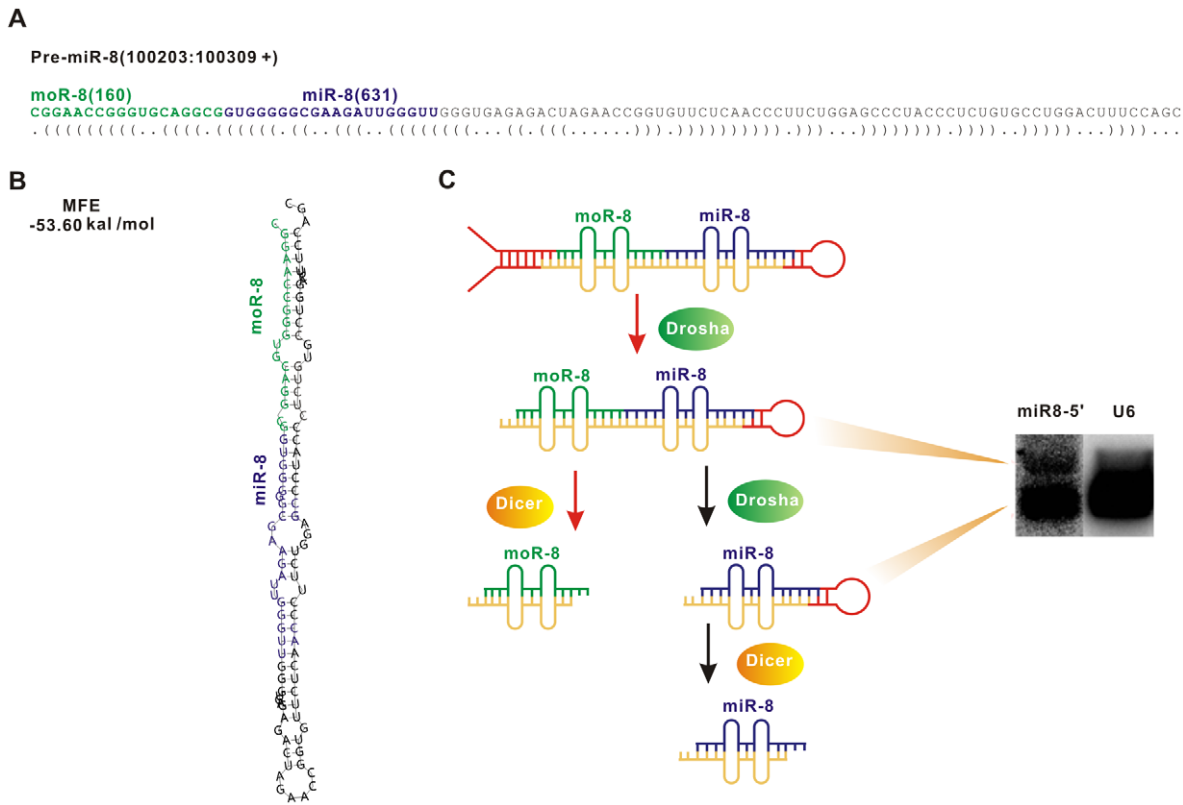 A
Pre-miR-8(100203:100309 +)
moR-8(160) miR-8(631)
CGGAACCGGGUGCAGGCGGUGGGGGCGAAGAUUGGGUUGGGUGAGAGACUAGAACCGGUGUUCUCAACCCUUCUGGAGCCCUACCCUCUGUGCCUGGACUUUCCAGC
B
MFE
-53.60 kal /mol
moR-8
miR-8
C
moR-8 miR-8
Drosha
moR-8 miR-8
miR8-5' U6
Dicer Drosha
moR-8 miR-8
Dicer
miR-8